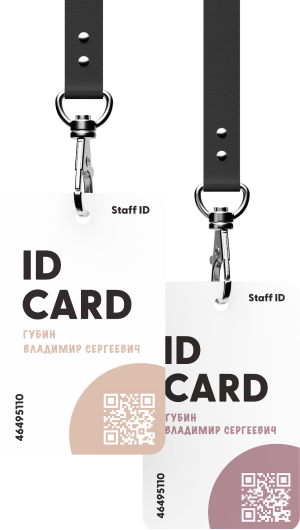 Staff ID
ID
CARD
ГУБИН
ВЛАДИМИР СЕРГЕЕВИЧ
46495110
Staff ID
ID
CARD
ГУБИН
ВЛАДИМИР СЕРГЕЕВИЧ
46495110